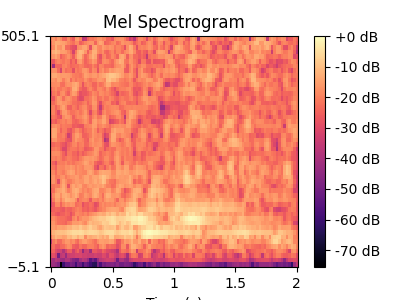 Mel Spectrogram
505.1
-5.1
0
0.5
1
1.5
2
+0 dB
-10 dB
-20 dB
-30 dB
-40 dB
-50 dB
-60 dB
-70 dB